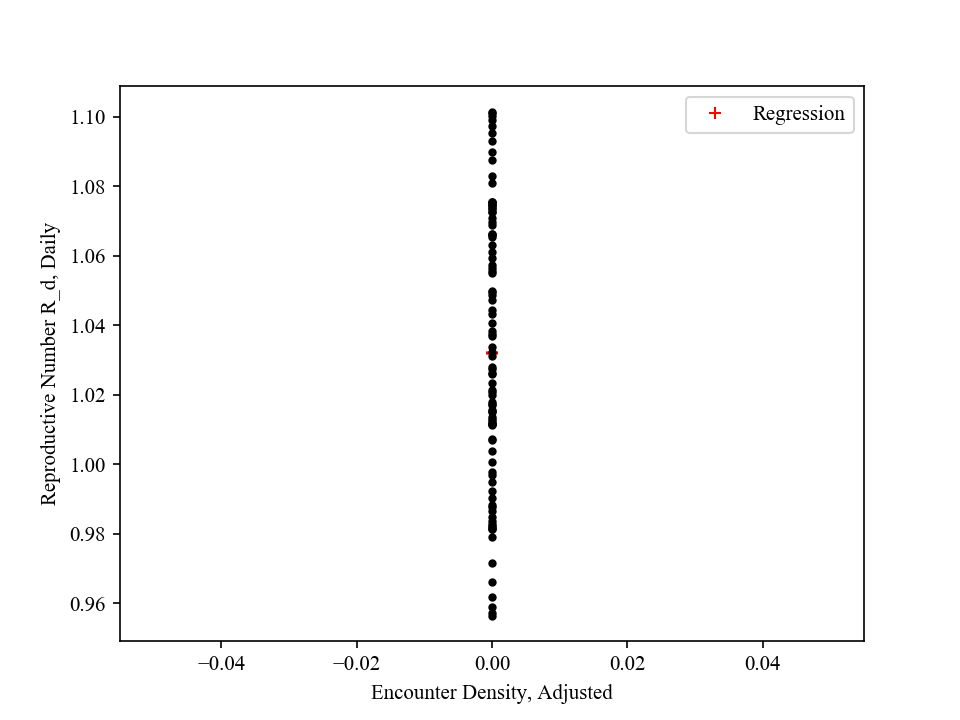 Regression
1.10
1.08
1.06
1.04
1.02
1.00
0.98
0.96
Reproductive Number R_d, Daily
−0.04 −0.02 0.00 0.02 0.04
Encounter Density, Adjusted